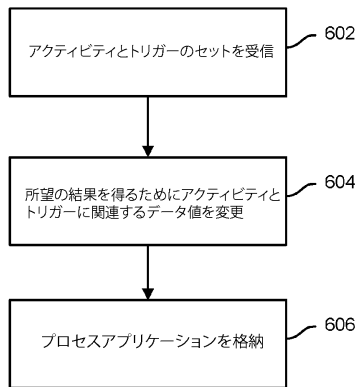 アクティビティとトリガーのセットを受信
602
所望の結果を得るためにアクティビティと
トリガーに関連するデータ値を変更
604
プロセスアプリケーションを格納
606